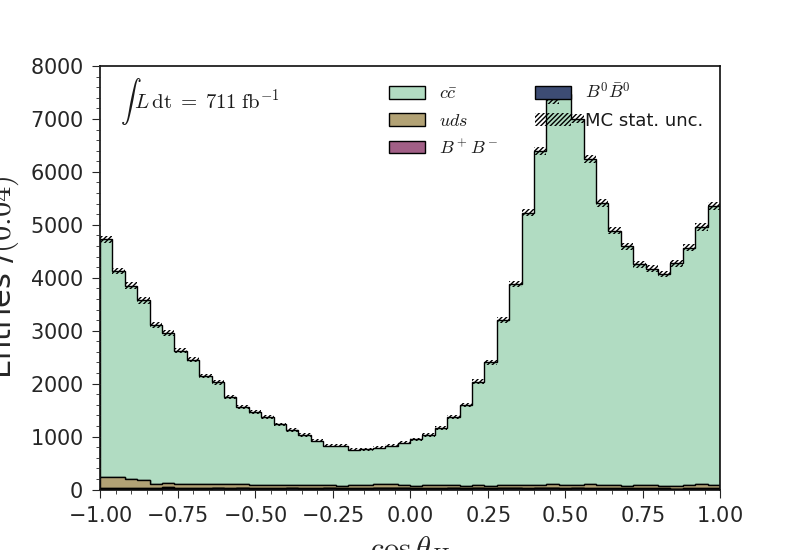 8000
7000
6000
5000
4000
3000
2000
1000
0
Entries /(0.04)
∫L dt = 711 fb⁻¹
cc̄
uds
B⁺B⁻
B⁰B̄⁰
MC stat. unc.
−1.00 −0.75 −0.50 −0.25 0.00 0.25 0.50 0.75 1.00
cos θ_H